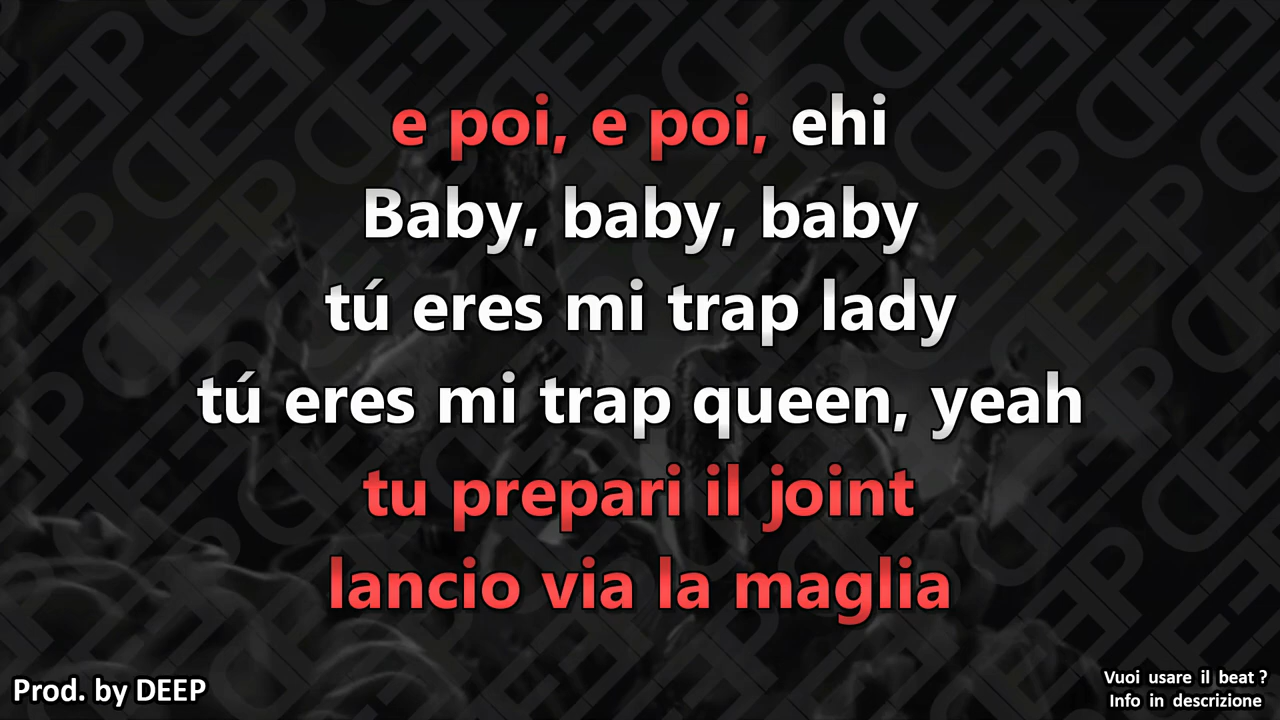 e poi, e poi, ehi
Baby, baby, baby
tú eres mi trap lady
tú eres mi trap queen, yeah
tu prepari il joint
lancio via la maglia
Prod. by DEEP
Vuoi usare il beat ?
Info in descrizione